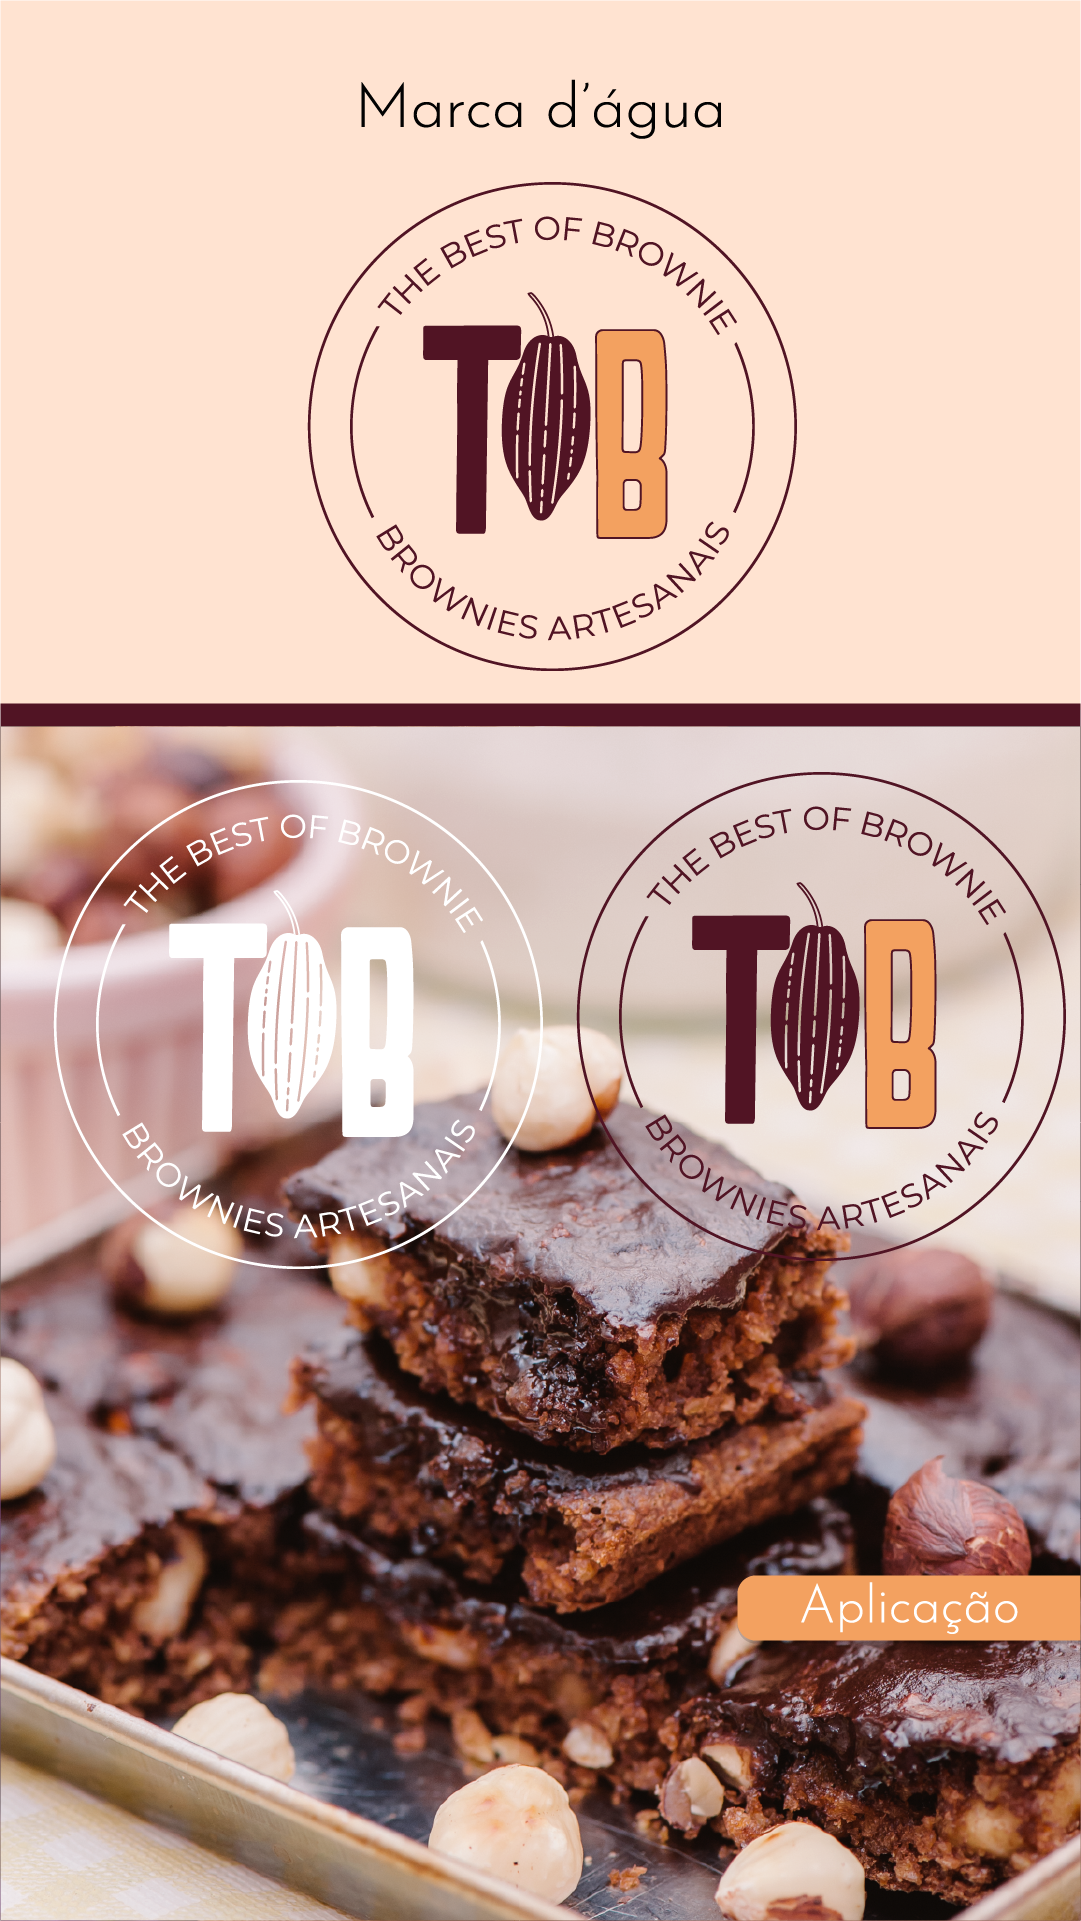 Marca d'água
THE BEST OF BROWNIE
TOB
BROWNIES ARTESANAIS
THE BEST OF BROWNIE
TOB
BROWNIES ARTESANAIS
THE BEST OF BROWNIE
TOB
BROWNIES ARTESANAIS
Aplicação